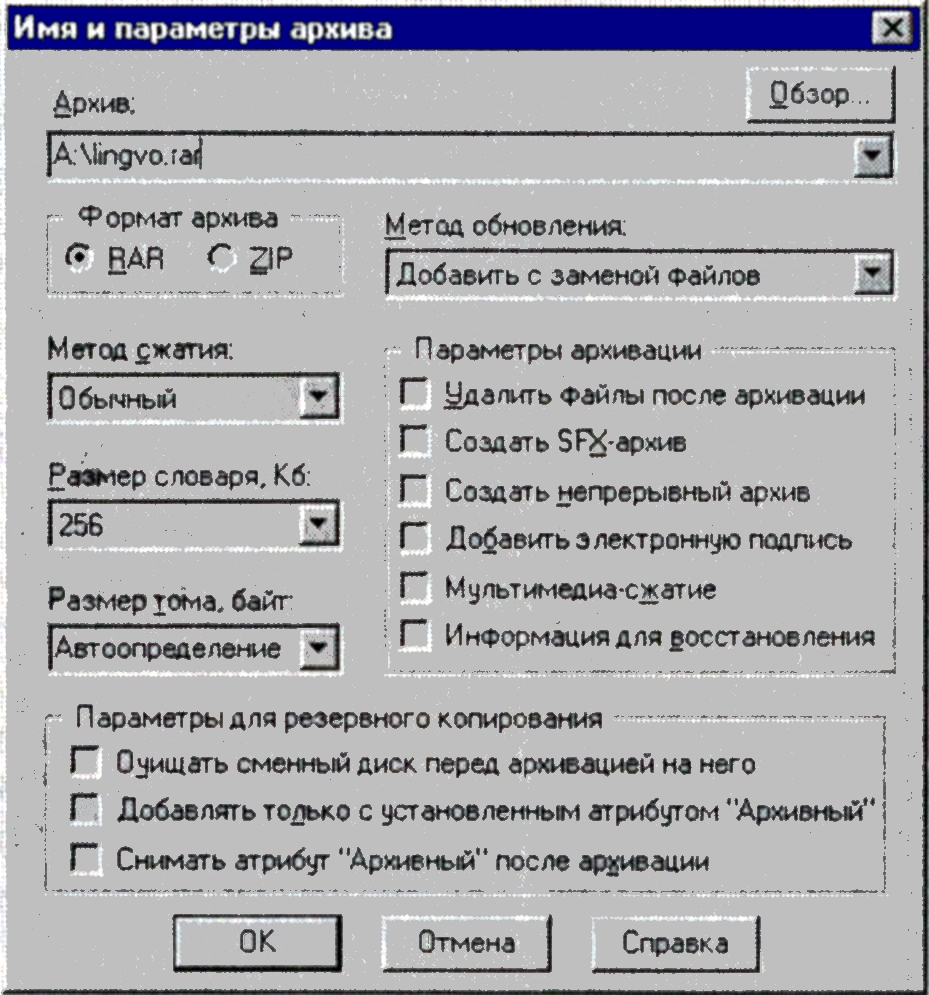 Имя и параметры архива
Архив:
Обзор...
A:\lingvo.rar
Формат архива
RAR ZIP
Метод обновления:
Добавить с заменой файлов
Метод сжатия:
Обычный
Размер словаря, Кб:
256
Размер тома, байт:
Автоопределение
Параметры архивации
Удалить файлы после архивации
Создать SFX-архив
Создать непрерывный архив
Добавить электронную подпись
Мультимедиа-сжатие
Информация для восстановления
Параметры для резервного копирования
Очищать сменный диск перед архивацией на него
Добавлять только с установленным атрибутом "Архивный"
Снимать атрибут "Архивный" после архивации
OK Отмена Справка